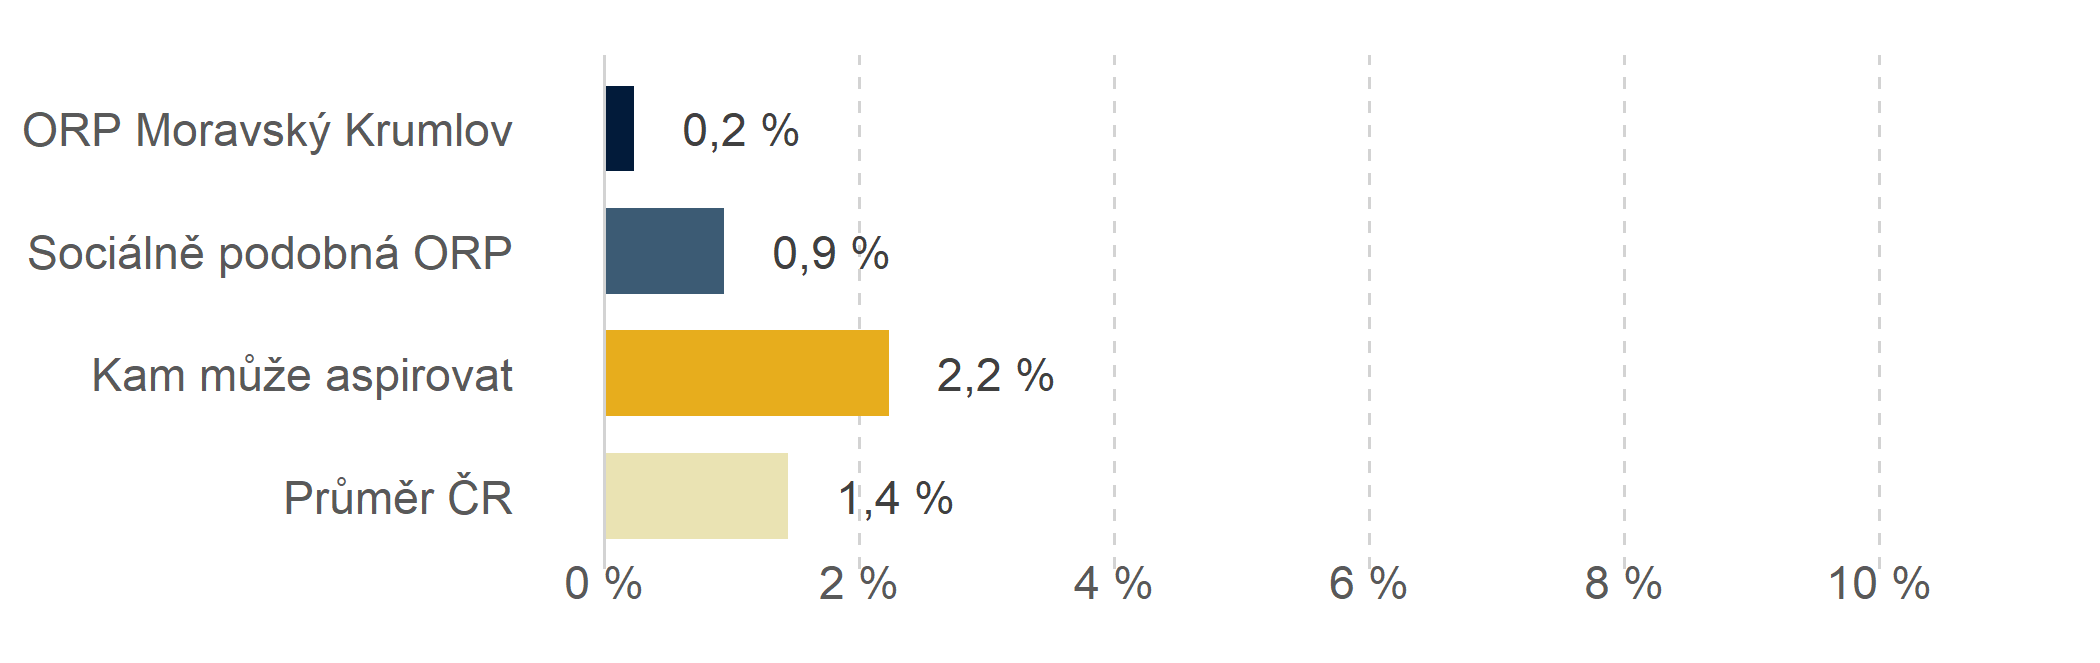 ORP Moravský Krumlov
0,2 %
Sociálně podobná ORP
0,9 %
Kam může aspirovat
2,2 %
Průměr ČR
1,4 %
0 %
2 %
4 %
6 %
8 %
10 %